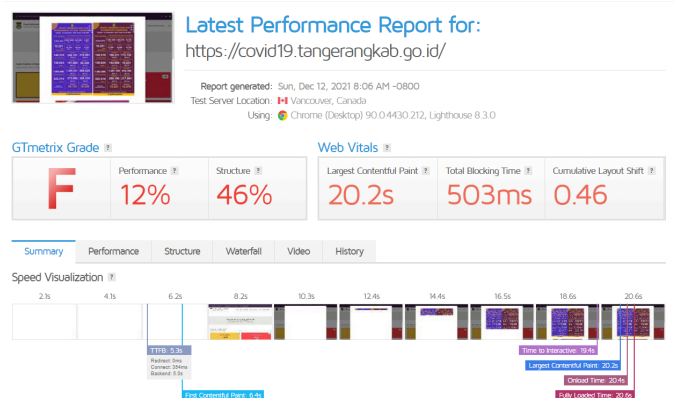 Latest Performance Report for:
https://covid19.tangerangkab.go.id/
Report generated: Sun, Dec 12, 2021 8:06 AM -0800
Test Server Location: Vancouver, Canada
Using: Chrome (Desktop) 90.0.4430.212, Lighthouse 8.3.0
GTmetrix Grade ?
Web Vitals ?
F
Performance ?
12%
Structure ?
46%
Largest Contentful Paint ?
20.2s
Total Blocking Time ?
503ms
Cumulative Layout Shift ?
0.46
Summary Performance Structure Waterfall Video History
Speed Visualization ?
2.1s 4.1s 6.2s 8.2s 10.3s 12.4s 14.4s 16.5s 18.6s 20.6s
TTFB: 5.3s
Redirect: 0ms
Connect: 334ms
Backend: 5.0s
First Contentful Paint: 6.4s
Time to Interactive: 19.4s
Largest Contentful Paint: 20.2s
Onload Time: 20.4s
Fully Loaded Time: 20.6s